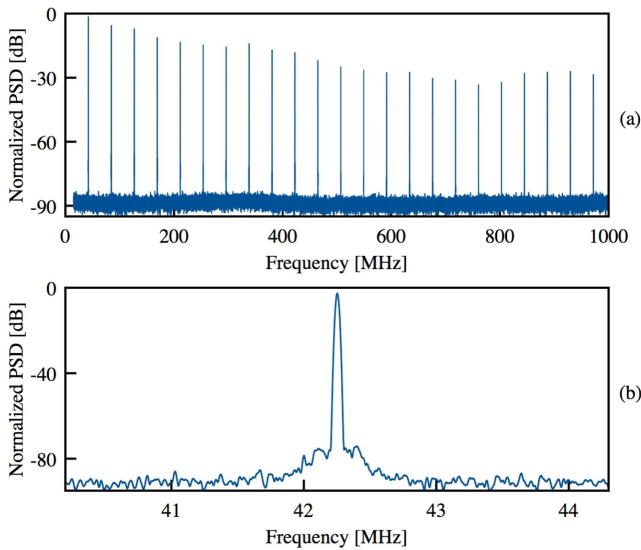 0
-30
-60
-90
Normalized PSD [dB]
(a)
0 200 400 600 800 1000
Frequency [MHz]
0
-40
-80
Normalized PSD [dB]
(b)
41 42 43 44
Frequency [MHz]